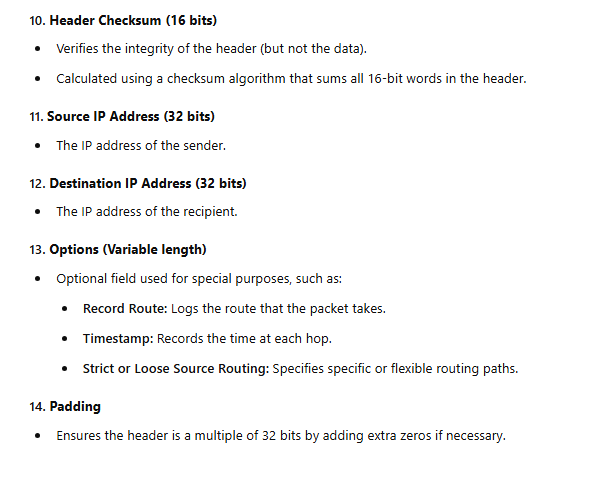 10. Header Checksum (16 bits)
• Verifies the integrity of the header (but not the data).
• Calculated using a checksum algorithm that sums all 16-bit words in the header.
11. Source IP Address (32 bits)
• The IP address of the sender.
12. Destination IP Address (32 bits)
• The IP address of the recipient.
13. Options (Variable length)
• Optional field used for special purposes, such as:
• Record Route: Logs the route that the packet takes.
• Timestamp: Records the time at each hop.
• Strict or Loose Source Routing: Specifies specific or flexible routing paths.
14. Padding
• Ensures the header is a multiple of 32 bits by adding extra zeros if necessary.